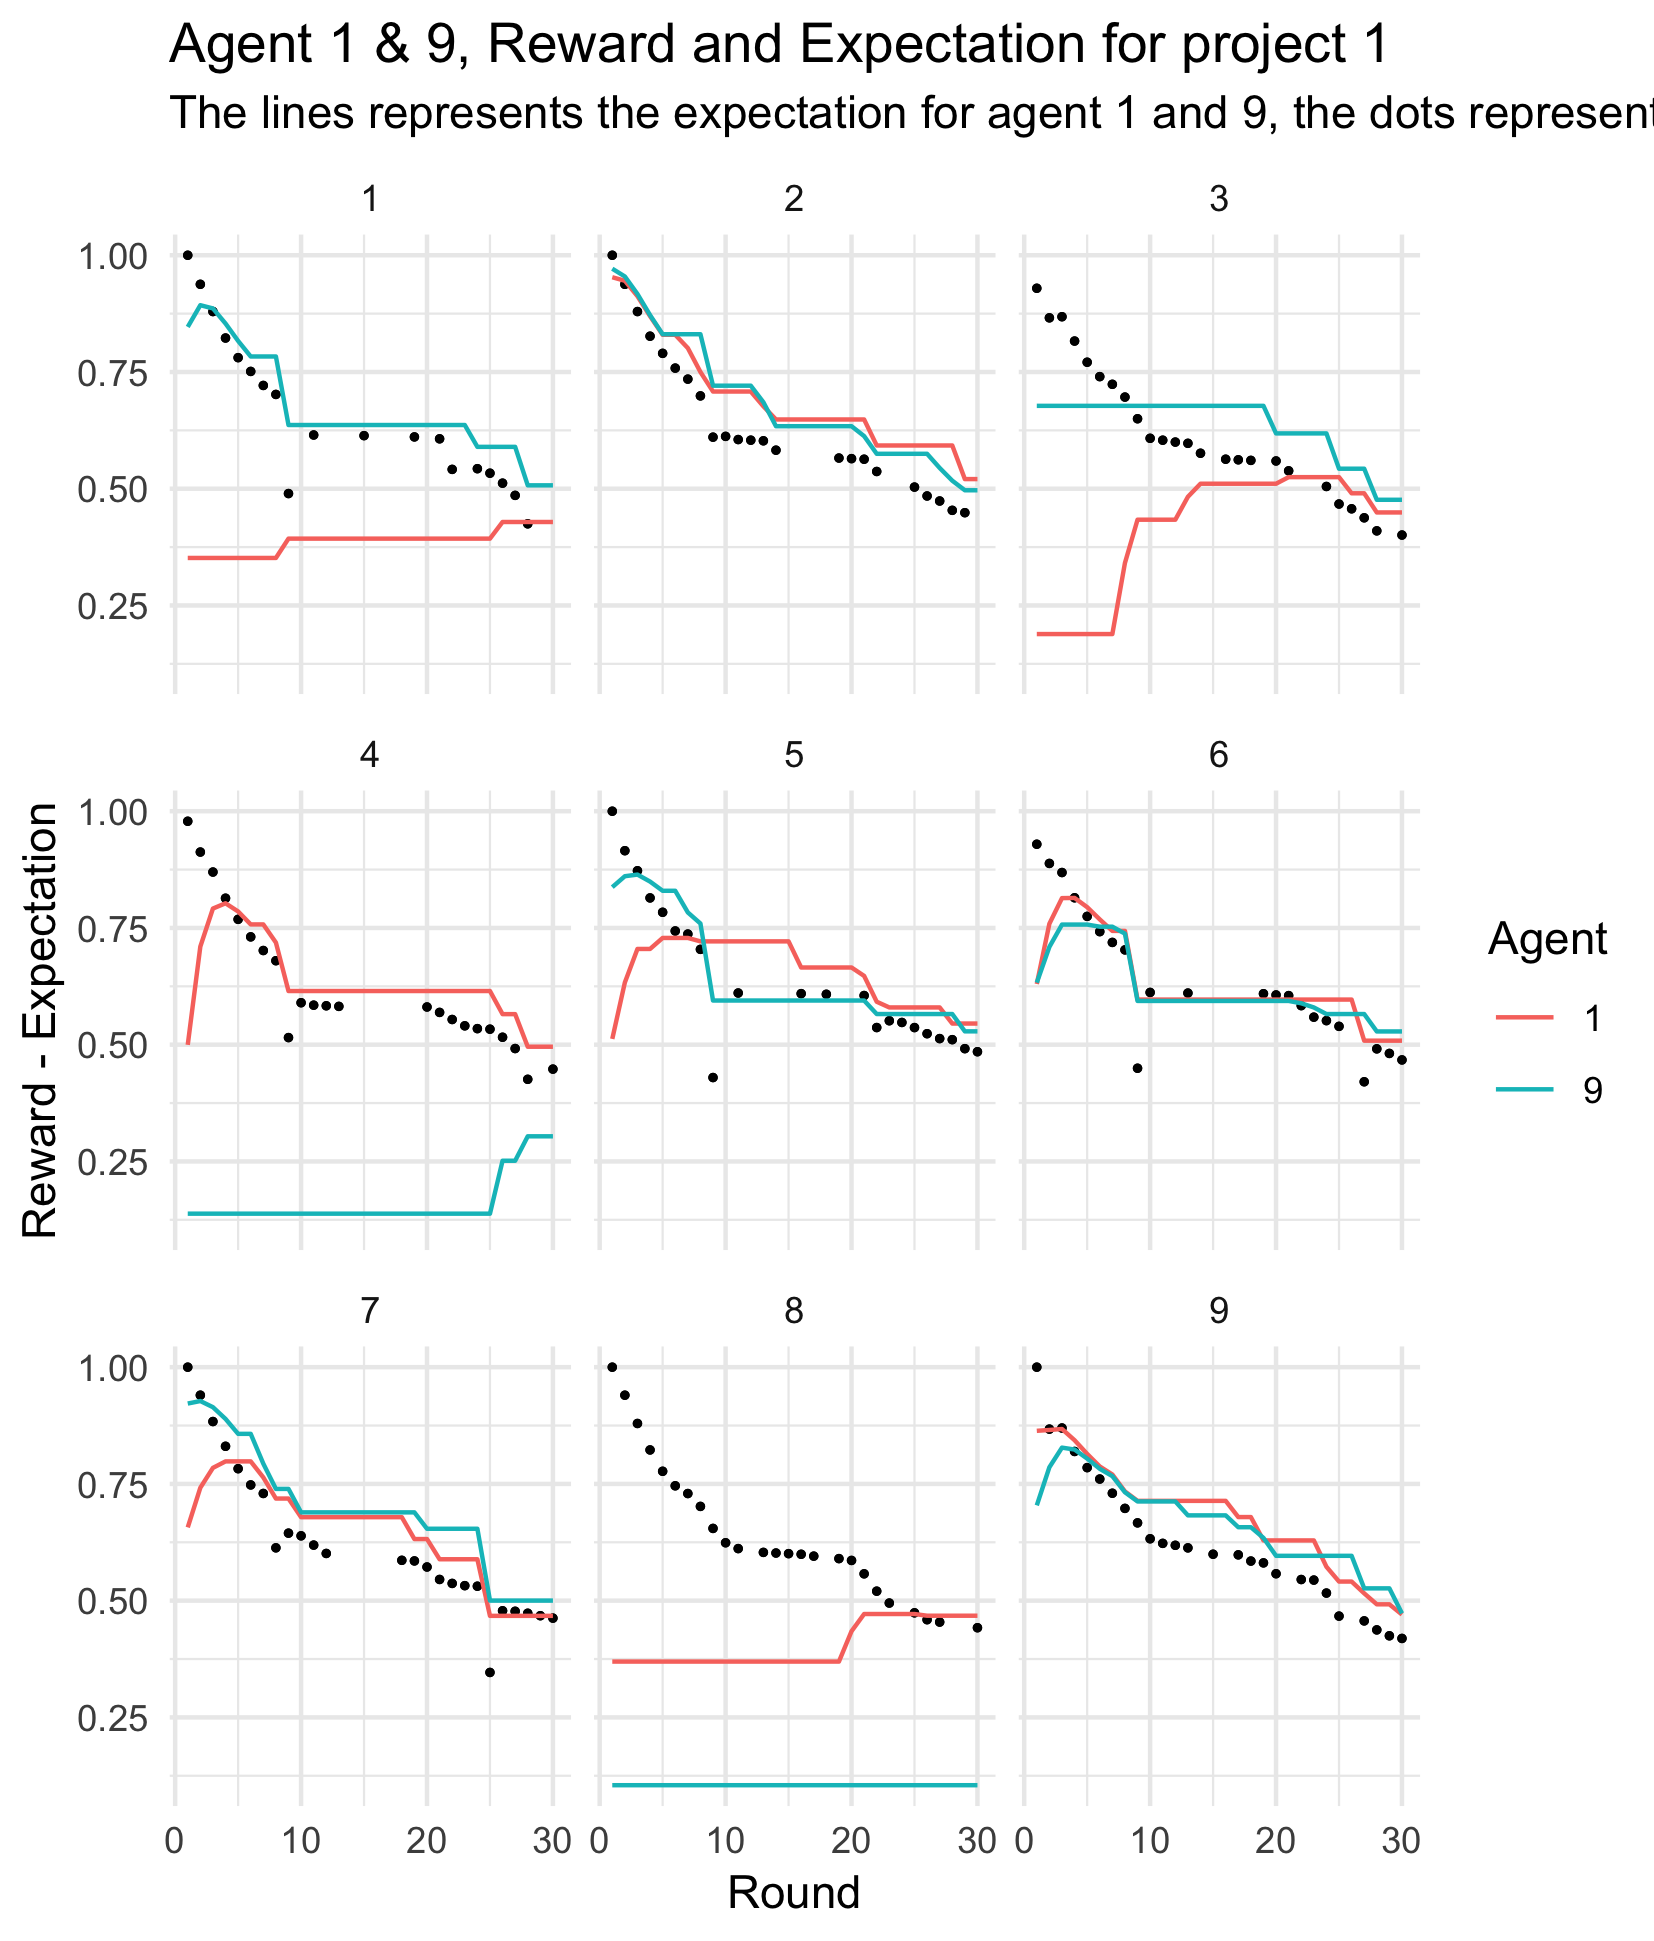 Agent 1 & 9, Reward and Expectation for project 1
The lines represents the expectation for agent 1 and 9, the dots represent
1 2 3
1.00
0.75
0.50
0.25
4 5 6
1.00
0.75
0.50
0.25
Reward - Expectation
Agent
1
9
7 8 9
1.00
0.75
0.50
0.25
0 10 20 30 0 10 20 30 0 10 20 30
Round